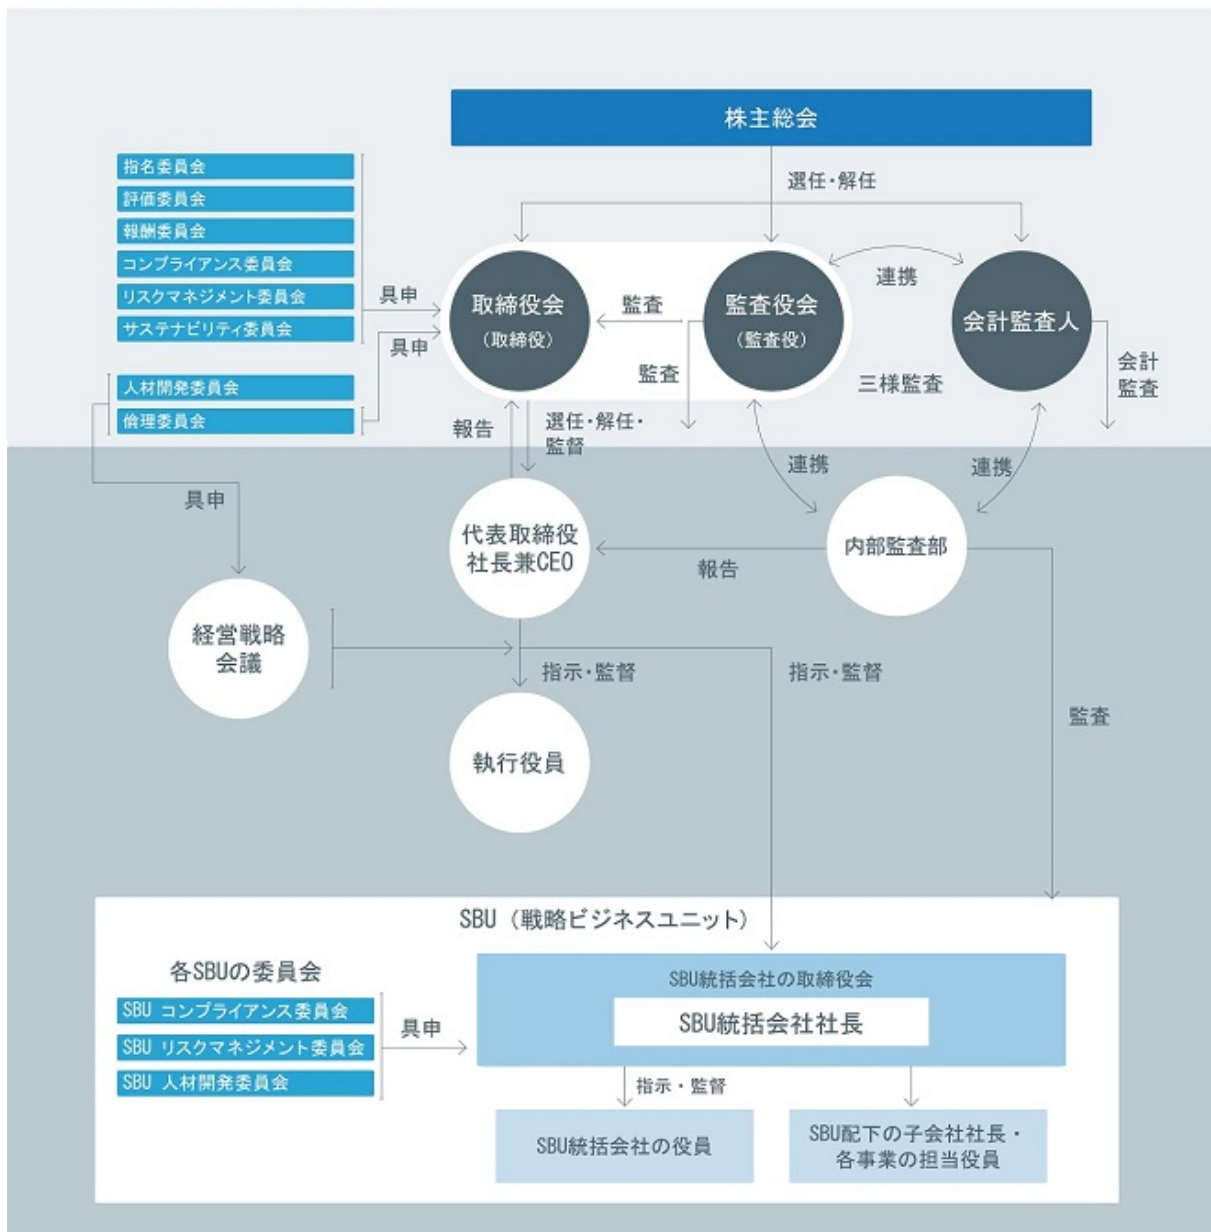 株主総会
選任・解任
指名委員会
評価委員会
報酬委員会
コンプライアンス委員会
リスクマネジメント委員会
サステナビリティ委員会
具申
具申
人材開発委員会
倫理委員会
取締役会
(取締役)
監査
監査役会
(監査役)
監査
連携
会計監査人
三様監査
会計
監査
報告
選任・解任・
監督
連携
連携
具申
代表取締役
社長兼CEO
報告
内部監査部
経営戦略
会議
指示・監督
指示・監督
監査
執行役員
SBU (戦略ビジネスユニット)
各SBUの委員会
SBU コンプライアンス委員会
SBU リスクマネジメント委員会
SBU 人材開発委員会
具申
SBU統括会社の取締役会
SBU統括会社社長
指示・監督
SBU統括会社の役員
SBU配下の子会社社長・
各事業の担当役員